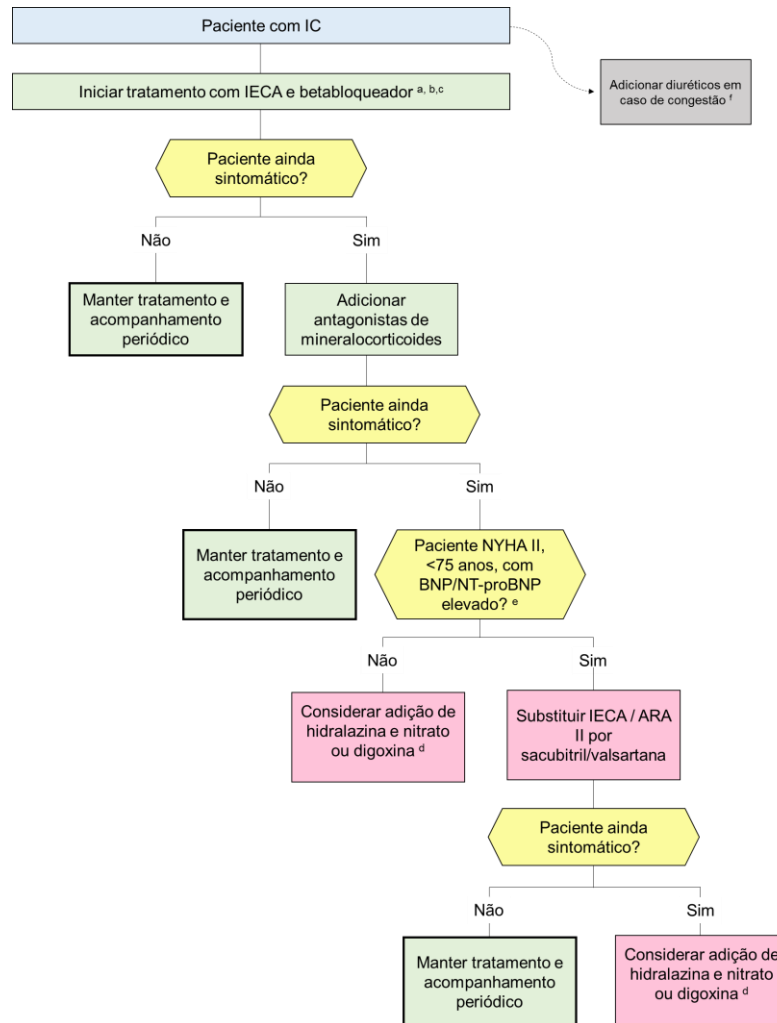 Paciente com IC
Iniciar tratamento com IECA e betabloqueador a, b,c
Adicionar diuréticos em
caso de congestão f
Paciente ainda
sintomático?
Não
Sim
Manter tratamento e
acompanhamento
periódico
Adicionar
antagonistas de
mineralocorticoides
Paciente ainda
sintomático?
Não
Sim
Manter tratamento e
acompanhamento
periódico
Paciente NYHA II,
<75 anos, com
BNP/NT-proBNP
elevado? e
Não
Sim
Considerar adição de
hidralazina e nitrato
ou digoxina d
Substituir IECA / ARA
II por
sacubitril/valsartana
Paciente ainda
sintomático?
Não
Sim
Manter tratamento e
acompanhamento
periódico
Considerar adição de
hidralazina e nitrato
ou digoxina d